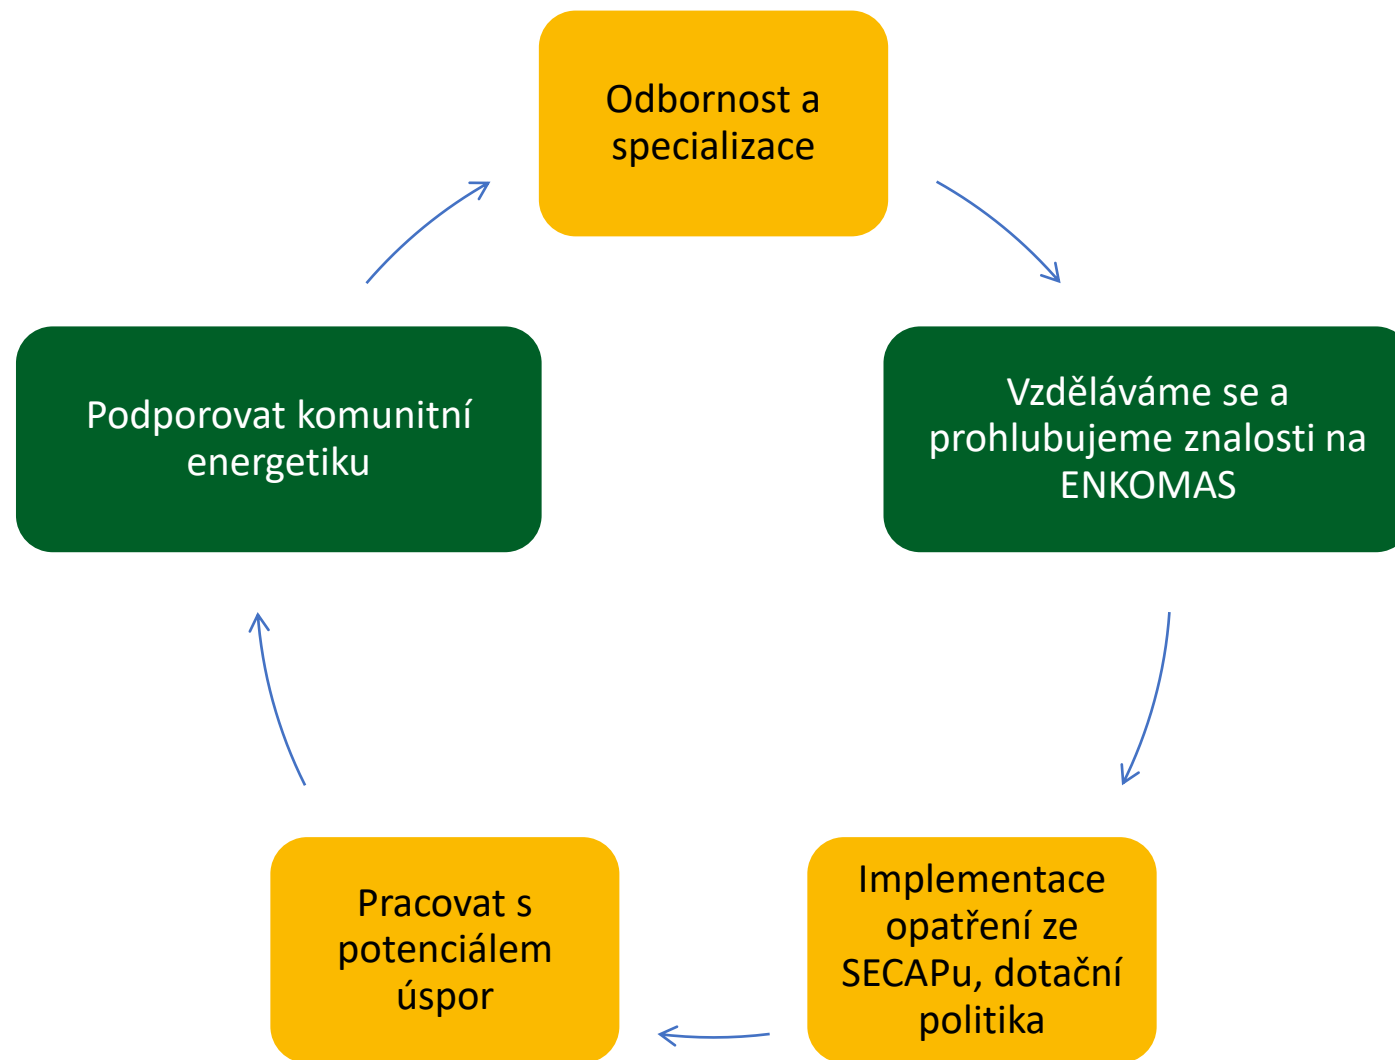 Odbornost a
specializace
Vzděláváme se a
prohlubujeme znalosti na
ENKOMAS
Implementace
opatření ze
SECAPu, dotační
politika
Pracovat s
potenciálem
úspor
Podporovat komunitní
energetiku